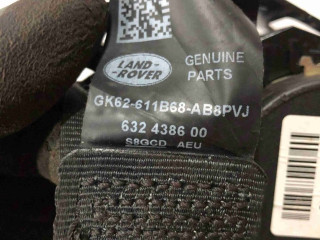 LAND-
ROVER
GENUINE
PARTS
GK62-611B68-AB8PVJ
632 4386 00
S8GCD AEU